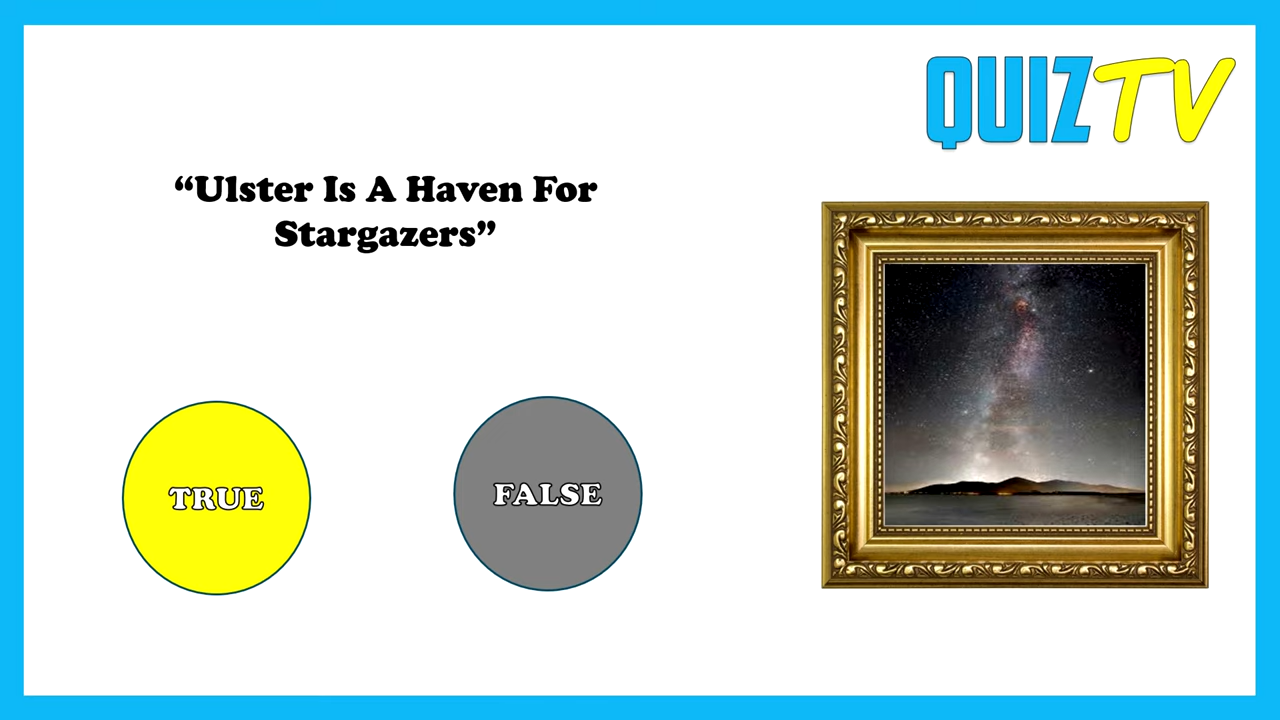 QUIZTV
“Ulster Is A Haven For
Stargazers”
TRUE
FALSE